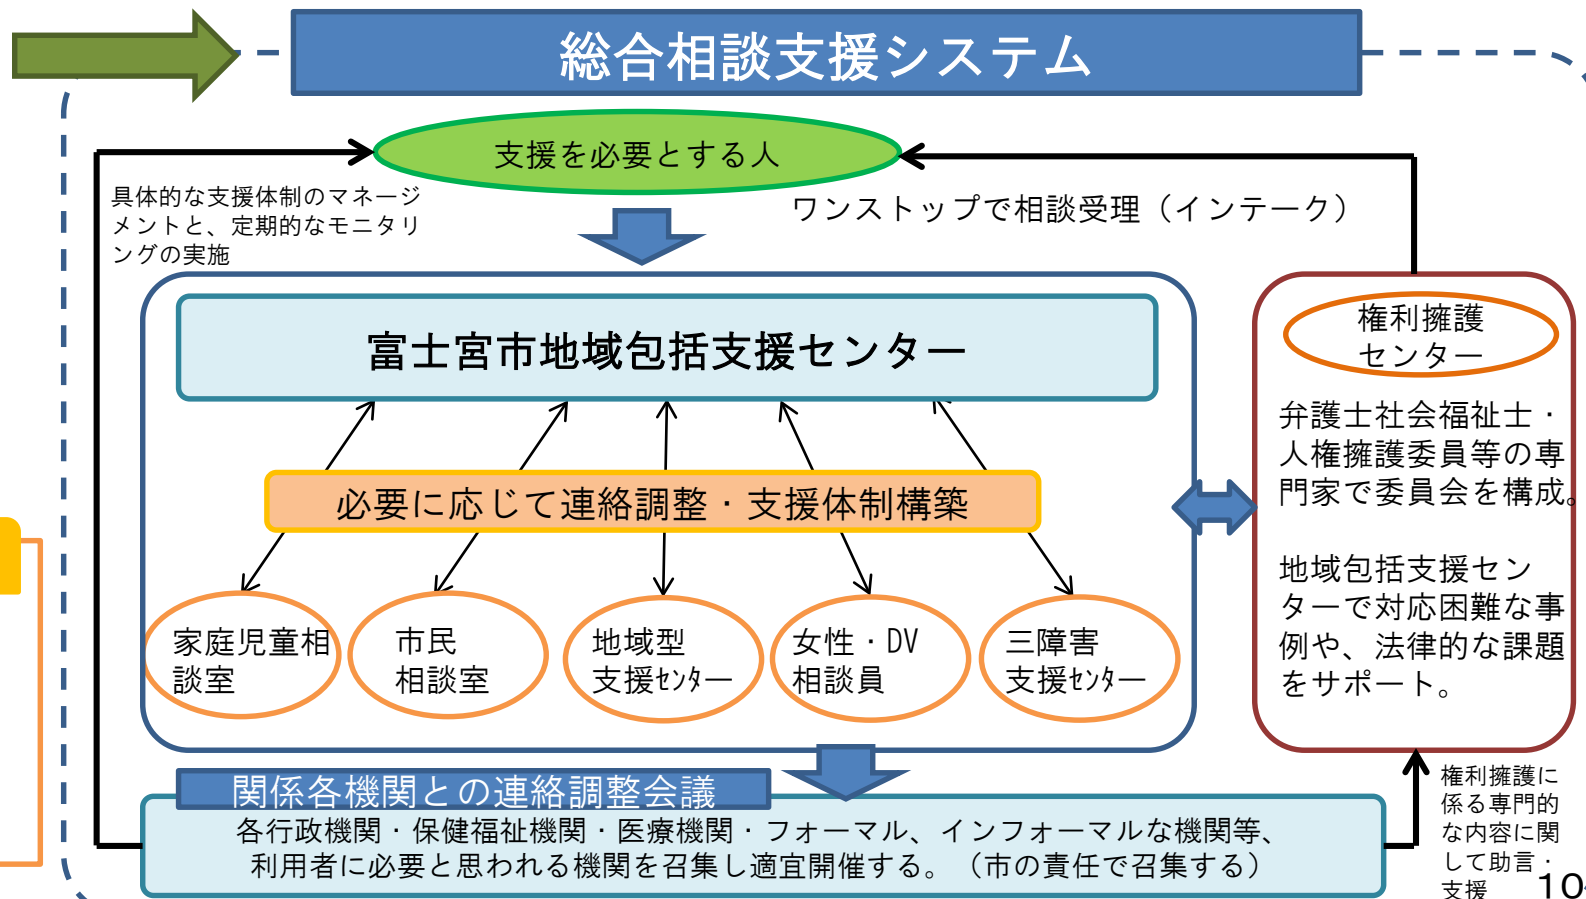 総合相談支援システム
支援を必要とする人
具体的な支援体制のマネージ
メントと、定期的なモニタリ
ングの実施
ワンストップで相談受理（インテーク）
富士宮市地域包括支援センター
必要に応じて連絡調整・支援体制構築
家庭児童相
談室
市民
相談室
地域型
支援ｾﾝﾀｰ
女性・DV
相談員
三障害
支援ｾﾝﾀｰ
権利擁護
センター
弁護士社会福祉士・
人権擁護委員等の専
門家で委員会を構成。
地域包括支援セン
ターで対応困難な事
例や、法律的な課題
をサポート。
関係各機関との連絡調整会議
各行政機関・保健福祉機関・医療機関・フォーマル、インフォーマルな機関等、
利用者に必要と思われる機関を召集し適宜開催する。（市の責任で召集する）
権利擁護に
係る専門的
な内容に関
して助言・
支援